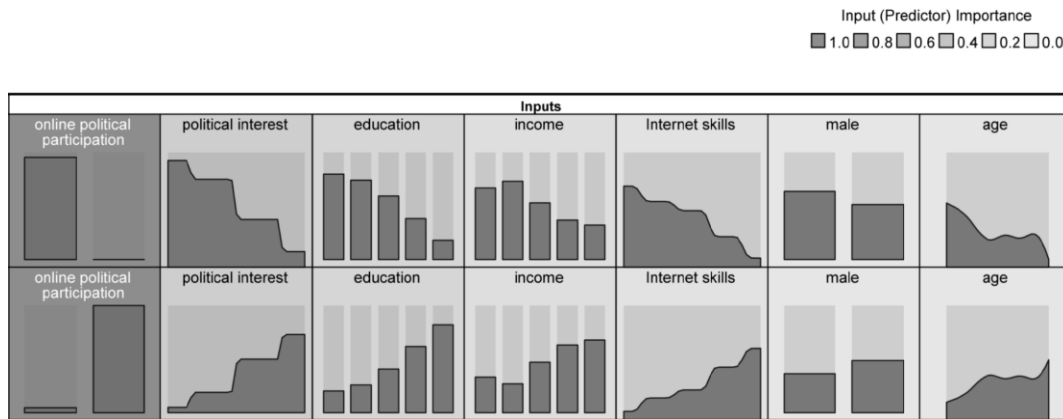 Input (Predictor) Importance
1.0 0.8 0.6 0.4 0.2 0.0
Inputs
online political participation
political interest
education
income
Internet skills
male
age
online political participation
political interest
education
income
Internet skills
male
age